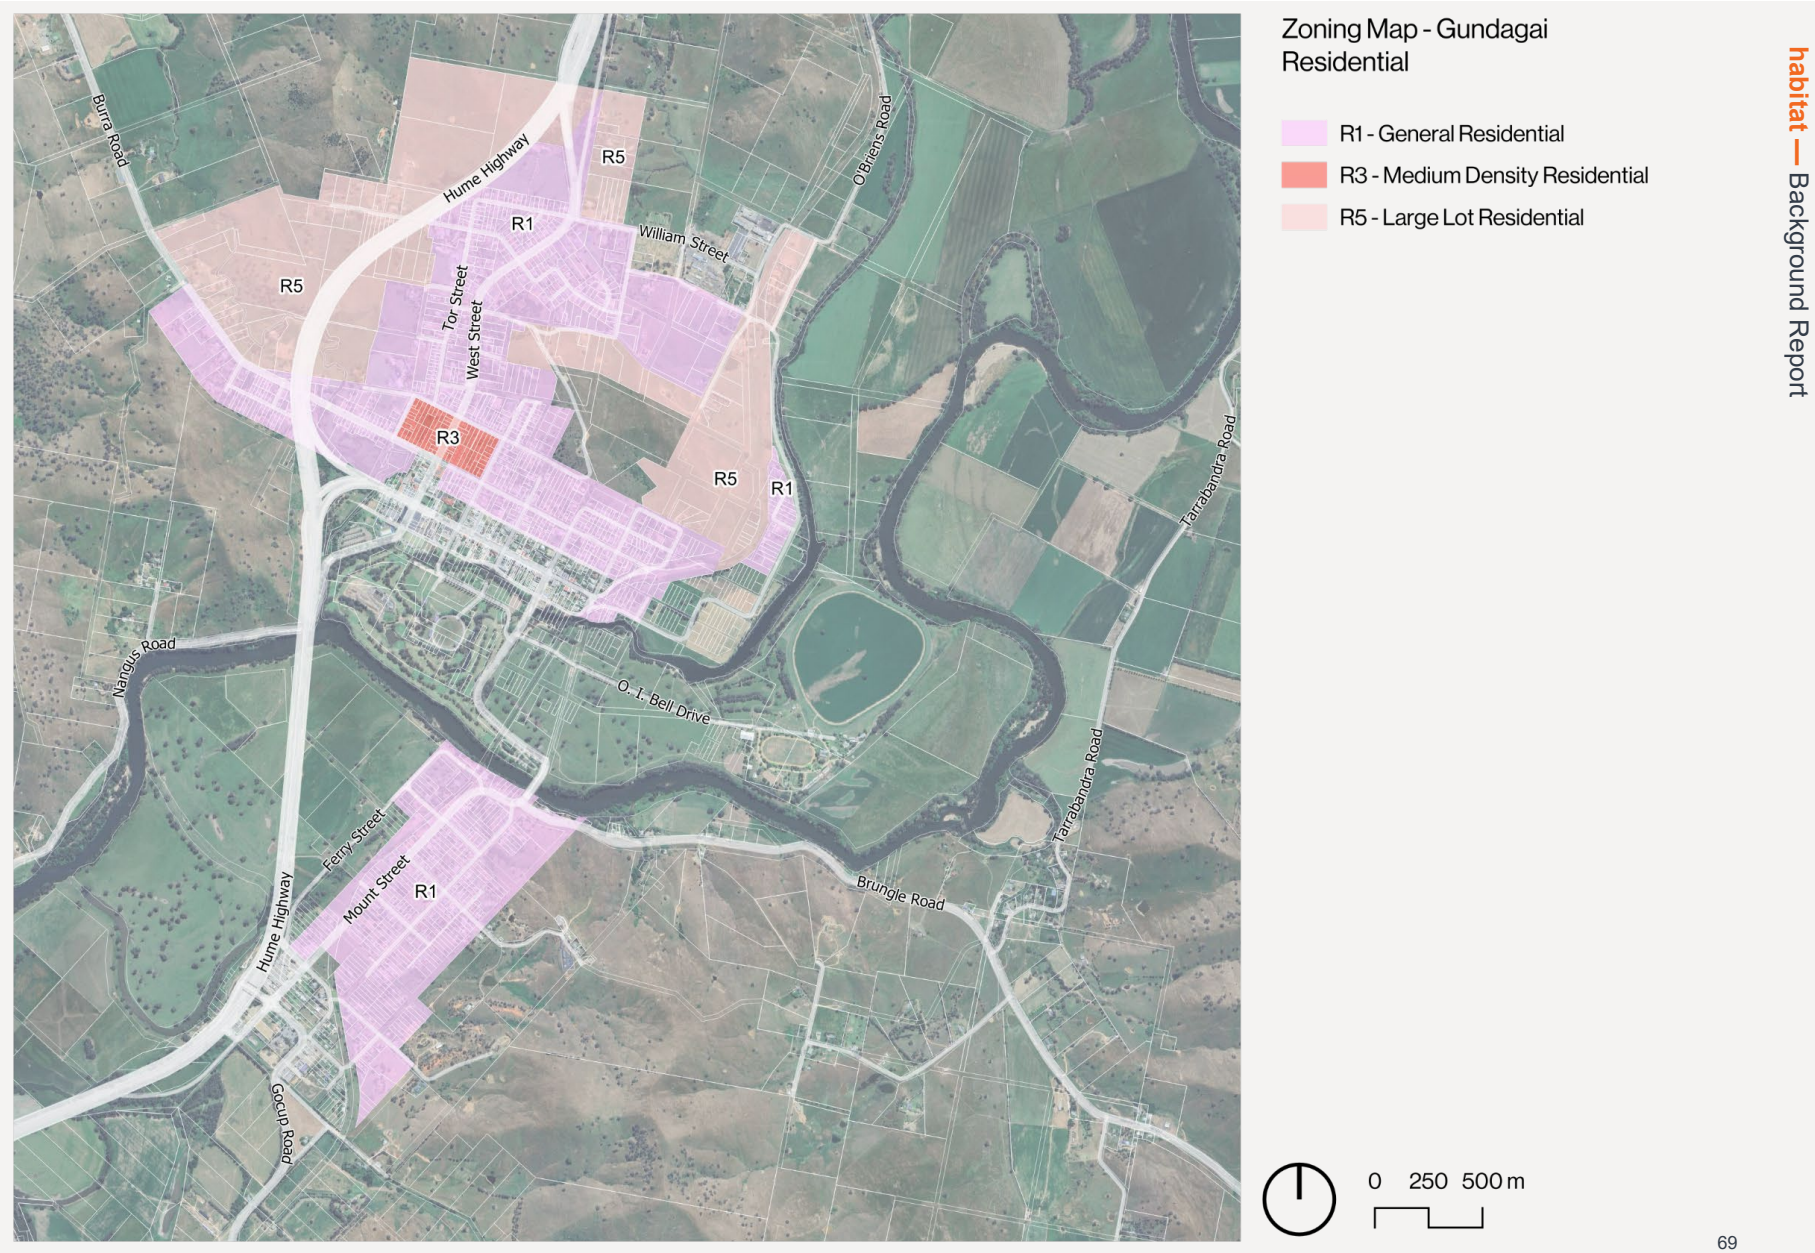 Zoning Map - Gundagai
Residential
R1 - General Residential
R3 - Medium Density Residential
R5 - Large Lot Residential
habitat — Background Report
Burra Road
Hume Highway
O'Briens Road
R5
R1
William Street
R5
Tor Street
West Street
R3
R5
R1
Tarrabandra Road
Nangus Road
O. I. Bell Drive
Tarrabandra Road
Ferry Street
Mount Street
R1
Brungle Road
Hume Highway
Gocup Road
0 250 500 m
69